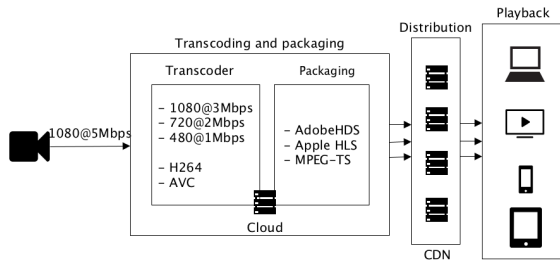 Playback
Distribution
Transcoding and packaging
Transcoder
Packaging
1080@5Mbps
- 1080@3Mbps
- 720@2Mbps
- 480@1Mbps
- H264
- AVC
- AdobeHDS
- Apple HLS
- MPEG-TS
Cloud
CDN